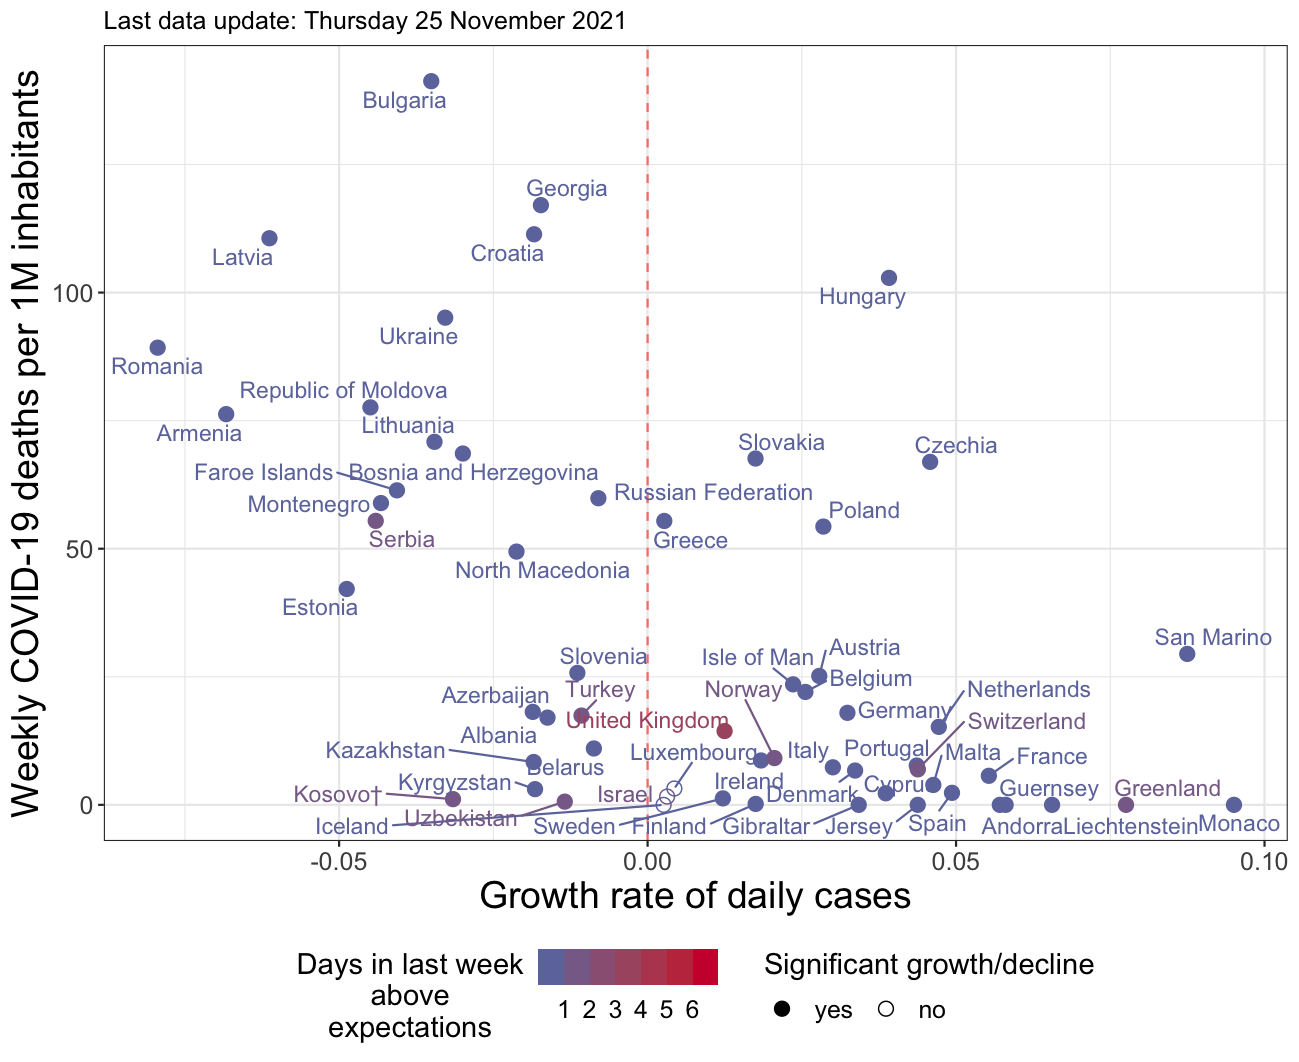 Last data update: Thursday 25 November 2021
Weekly COVID-19 deaths per 1M inhabitants
Bulgaria
Georgia
Croatia
Latvia
Hungary
100
Ukraine
Romania
Republic of Moldova
Lithuania
Armenia
Slovakia
Czechia
Faroe Islands
Bosnia and Herzegovina
Russian Federation
Montenegro
Poland
Serbia
Greece
50
North Macedonia
Estonia
San Marino
Slovenia
Isle of Man
Austria
Belgium
Azerbaijan
Turkey
Norway
Netherlands
Germany
United Kingdom
Switzerland
Albania
Kazakhstan
Luxembourg
Italy
Portugal
Malta
France
Belarus
Kyrgyzstan
Ireland
Cypru
Guernsey
Greenland
Kosovo†
Israel
Denmark
0
Uzbekistan
Iceland
Sweden
Finland
Gibraltar
Jersey
Spain
Andorra
Liechtenstein
Monaco
-0.05 0.00 0.05 0.10
Growth rate of daily cases
Days in last week
above
expectations
1 2 3 4 5 6
Significant growth/decline
yes no